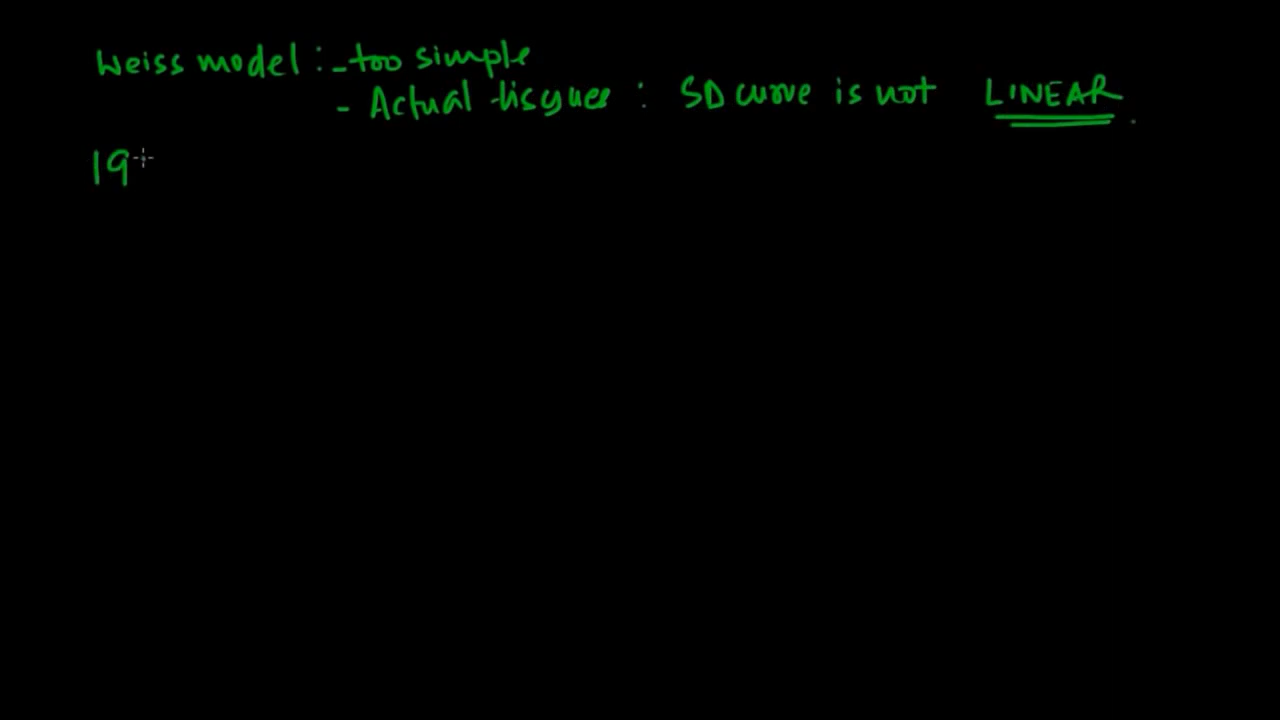 Weiss model : - too simple
- Actual tissues : SD curve is not LINEAR.
19